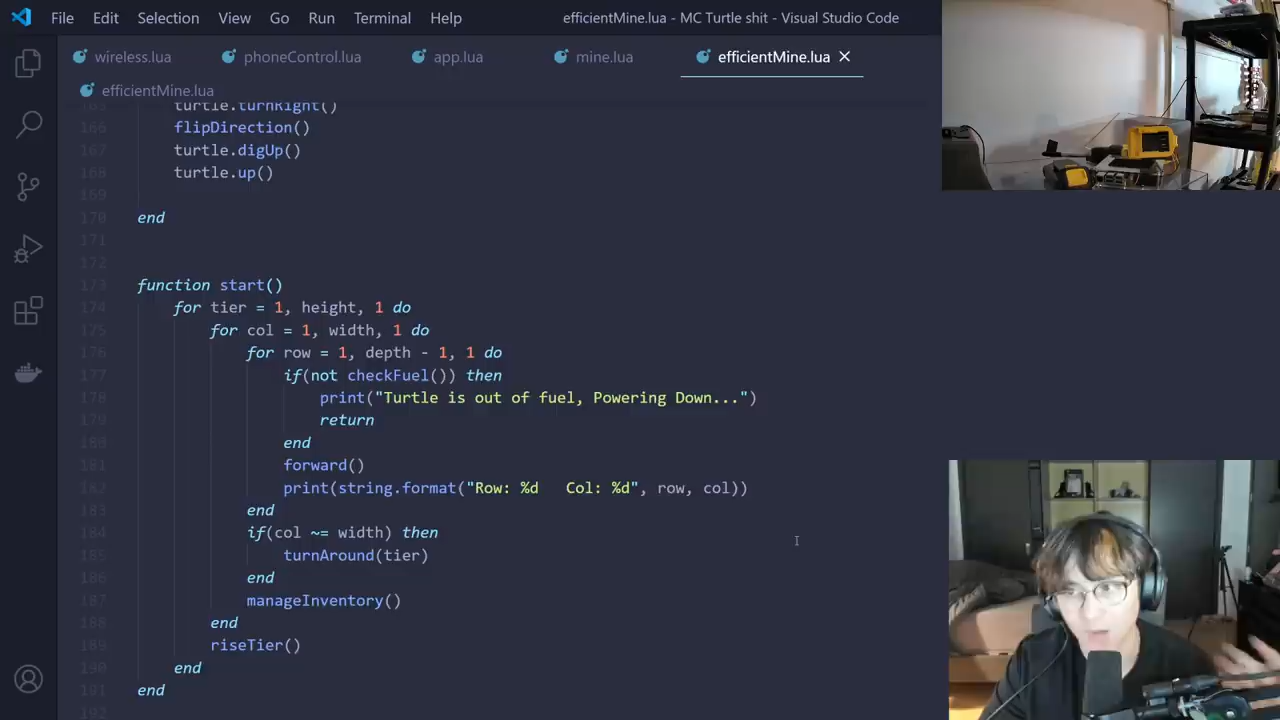 File Edit Selection View Go Run Terminal Help efficientMine.lua - MC Turtle shit - Visual Studio Code
wireless.lua phoneControl.lua app.lua mine.lua efficientMine.lua
efficientMine.lua
165 turtle.turnRight()
166 flipDirection()
167 turtle.digUp()
168 turtle.up()
169
170 end
171
172
173 function start()
174 for tier = 1, height, 1 do
175 for col = 1, width, 1 do
176 for row = 1, depth - 1, 1 do
177 if(not checkFuel()) then
178 print("Turtle is out of fuel, Powering Down...")
179 return
180 end
181 forward()
182 print(string.format("Row: %d   Col: %d", row, col))
183 end
184 if(col ~= width) then
185 turnAround(tier)
186 end
187 manageInventory()
188 end
189 riseTier()
190 end
191 end
192